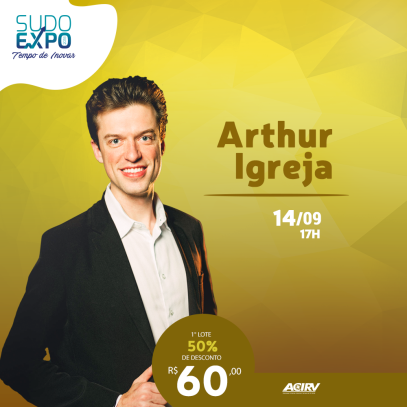 SUDO
EXPO
Tempo de Inovar
Arthur
Igreja
14/09
17H
1º LOTE
50%
DE DESCONTO
R$ 60,00
ACIRV